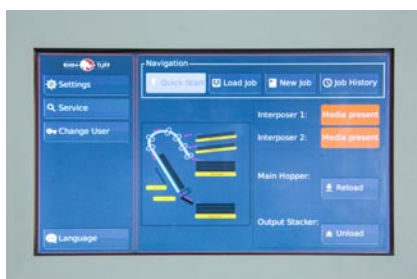 Navigation
Settings
Quick Start
Load Job
New Job
Job History
Service
Change User
Interposer 1:
Media present
Interposer 2:
Media present
Main Hopper:
Reload
Output Stacker:
Unload
Language